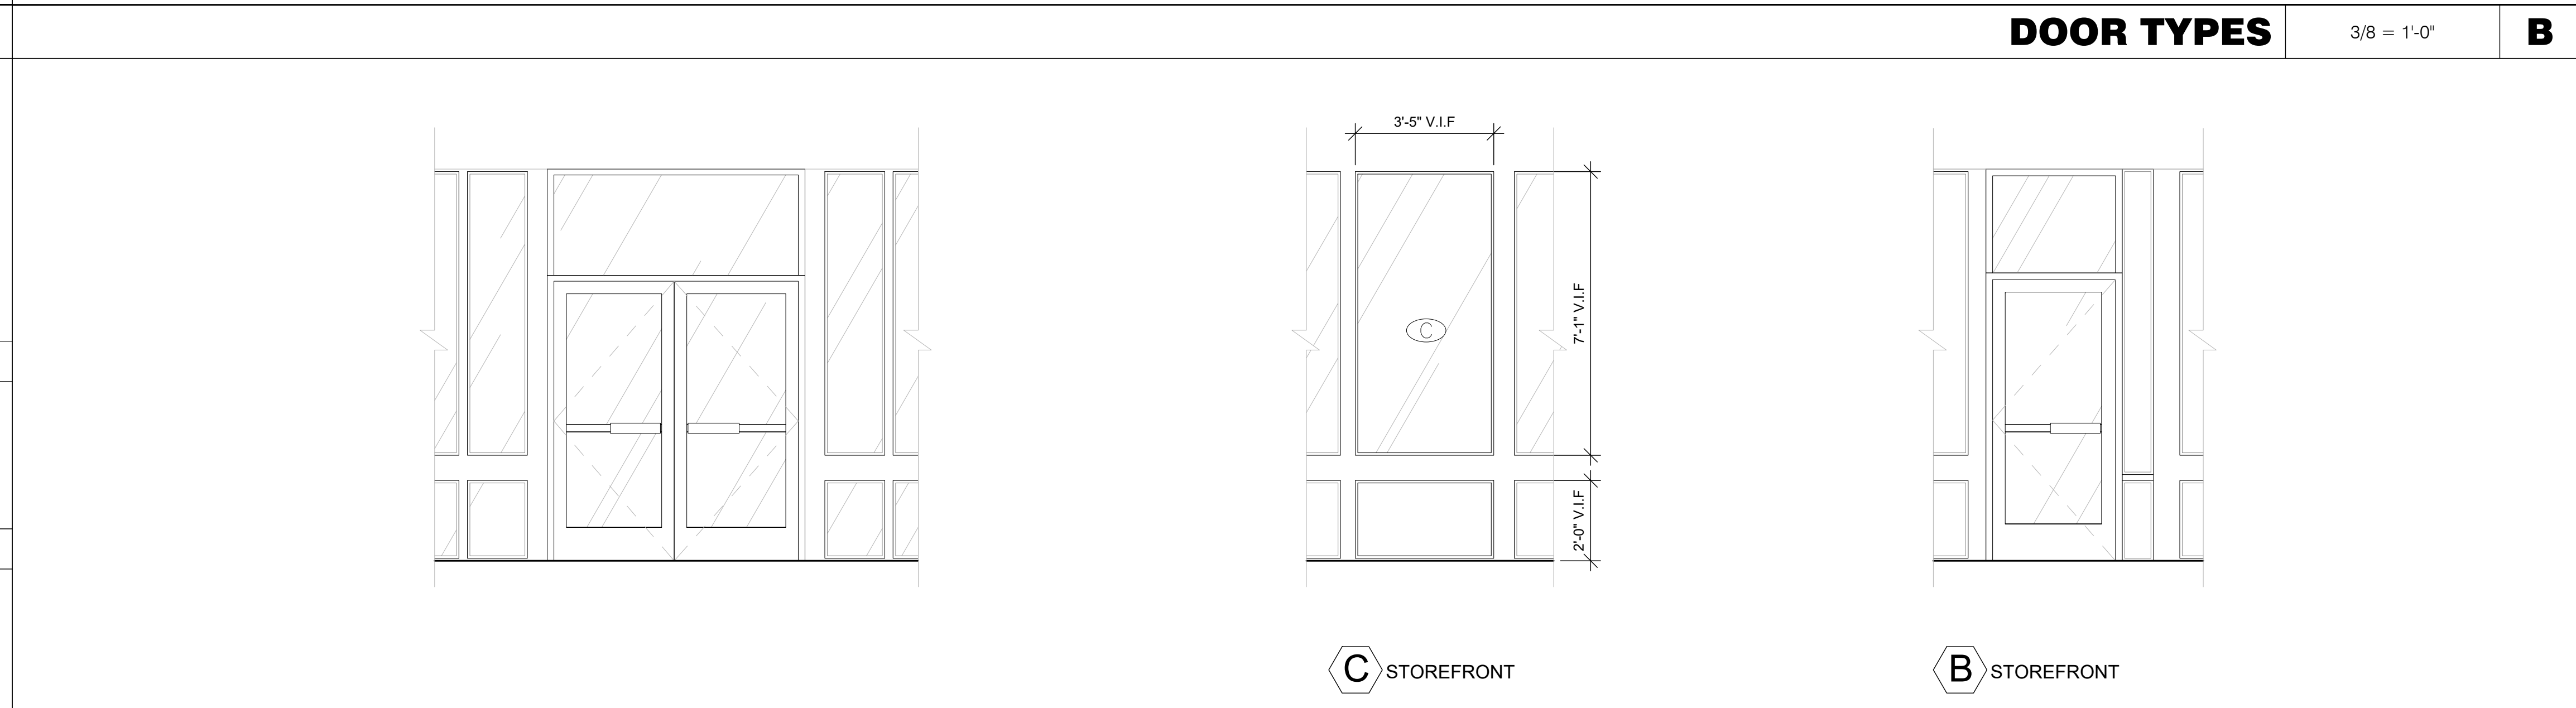 DOOR TYPES
3/8 = 1'-0"
B
3'-5" V.I.F
7'-1" V.I.F
C
2'-0" V.I.F
C STOREFRONT
B STOREFRONT